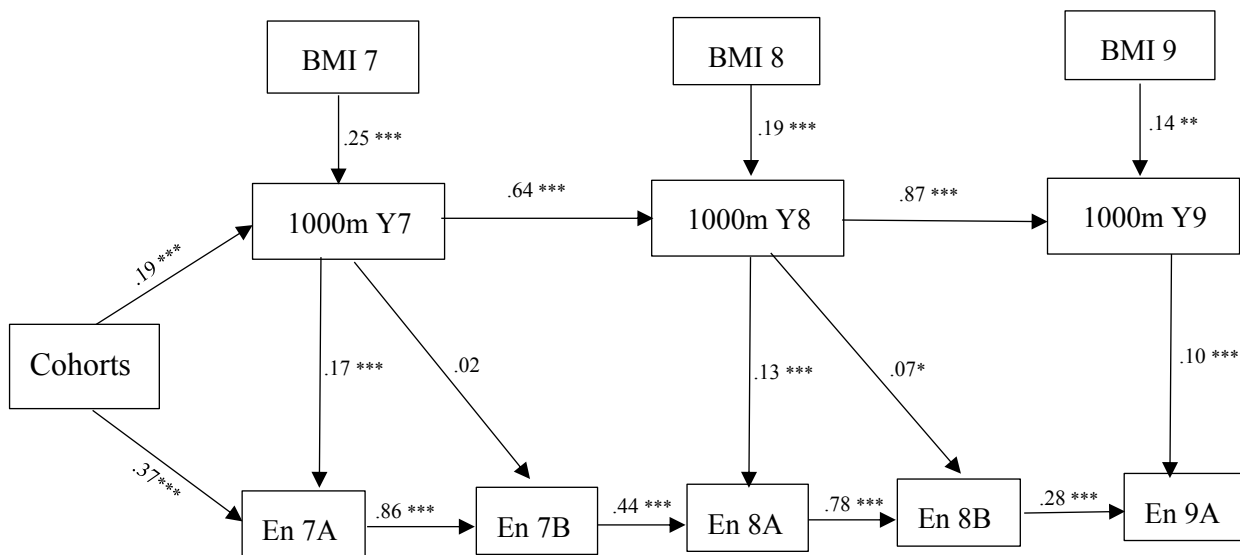 BMI 7
BMI 8
BMI 9
.25 ***
.19 ***
.14 **
1000m Y7
.64 ***
1000m Y8
.87 ***
1000m Y9
.19 ***
Cohorts
.17 ***
.02
.13 ***
.07*
.10 ***
.37***
En 7A
.86 ***
En 7B
.44 ***
En 8A
.78 ***
En 8B
.28 ***
En 9A